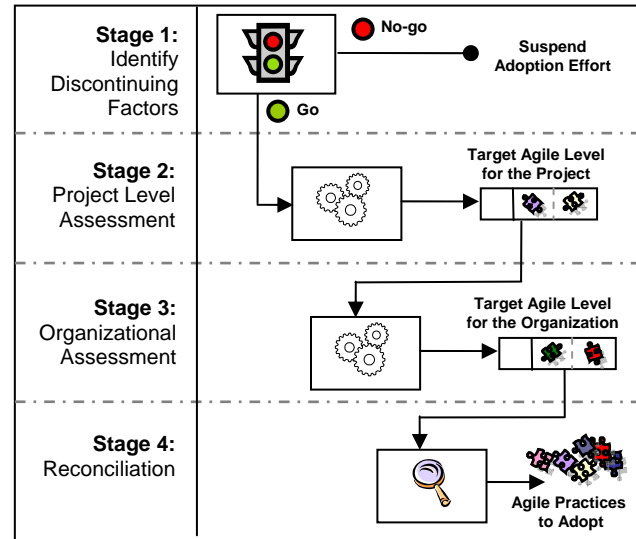 Stage 1:
Identify
Discontinuing
Factors
No-go
Suspend
Adoption Effort
Go
Stage 2:
Project Level
Assessment
Target Agile Level
for the Project
Stage 3:
Organizational
Assessment
Target Agile Level
for the Organization
Stage 4:
Reconciliation
Agile Practices
to Adopt